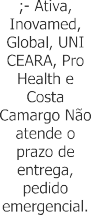 ;- Ativa,
Inovamed,
Global, UNI
CEARA, Pro
Health e
Costa
Camargo Não
atende o
prazo de
entrega,
pedido
emergencial.